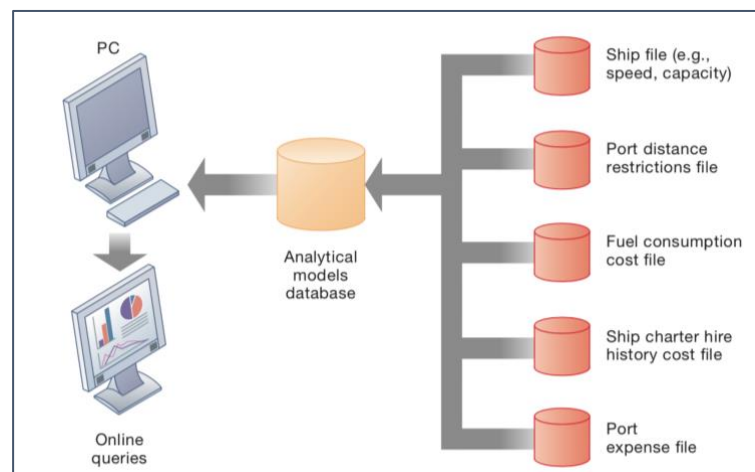 PC
Ship file (e.g.,
speed, capacity)
Port distance
restrictions file
Analytical
models
database
Fuel consumption
cost file
Ship charter hire
history cost file
Online
queries
Port
expense file